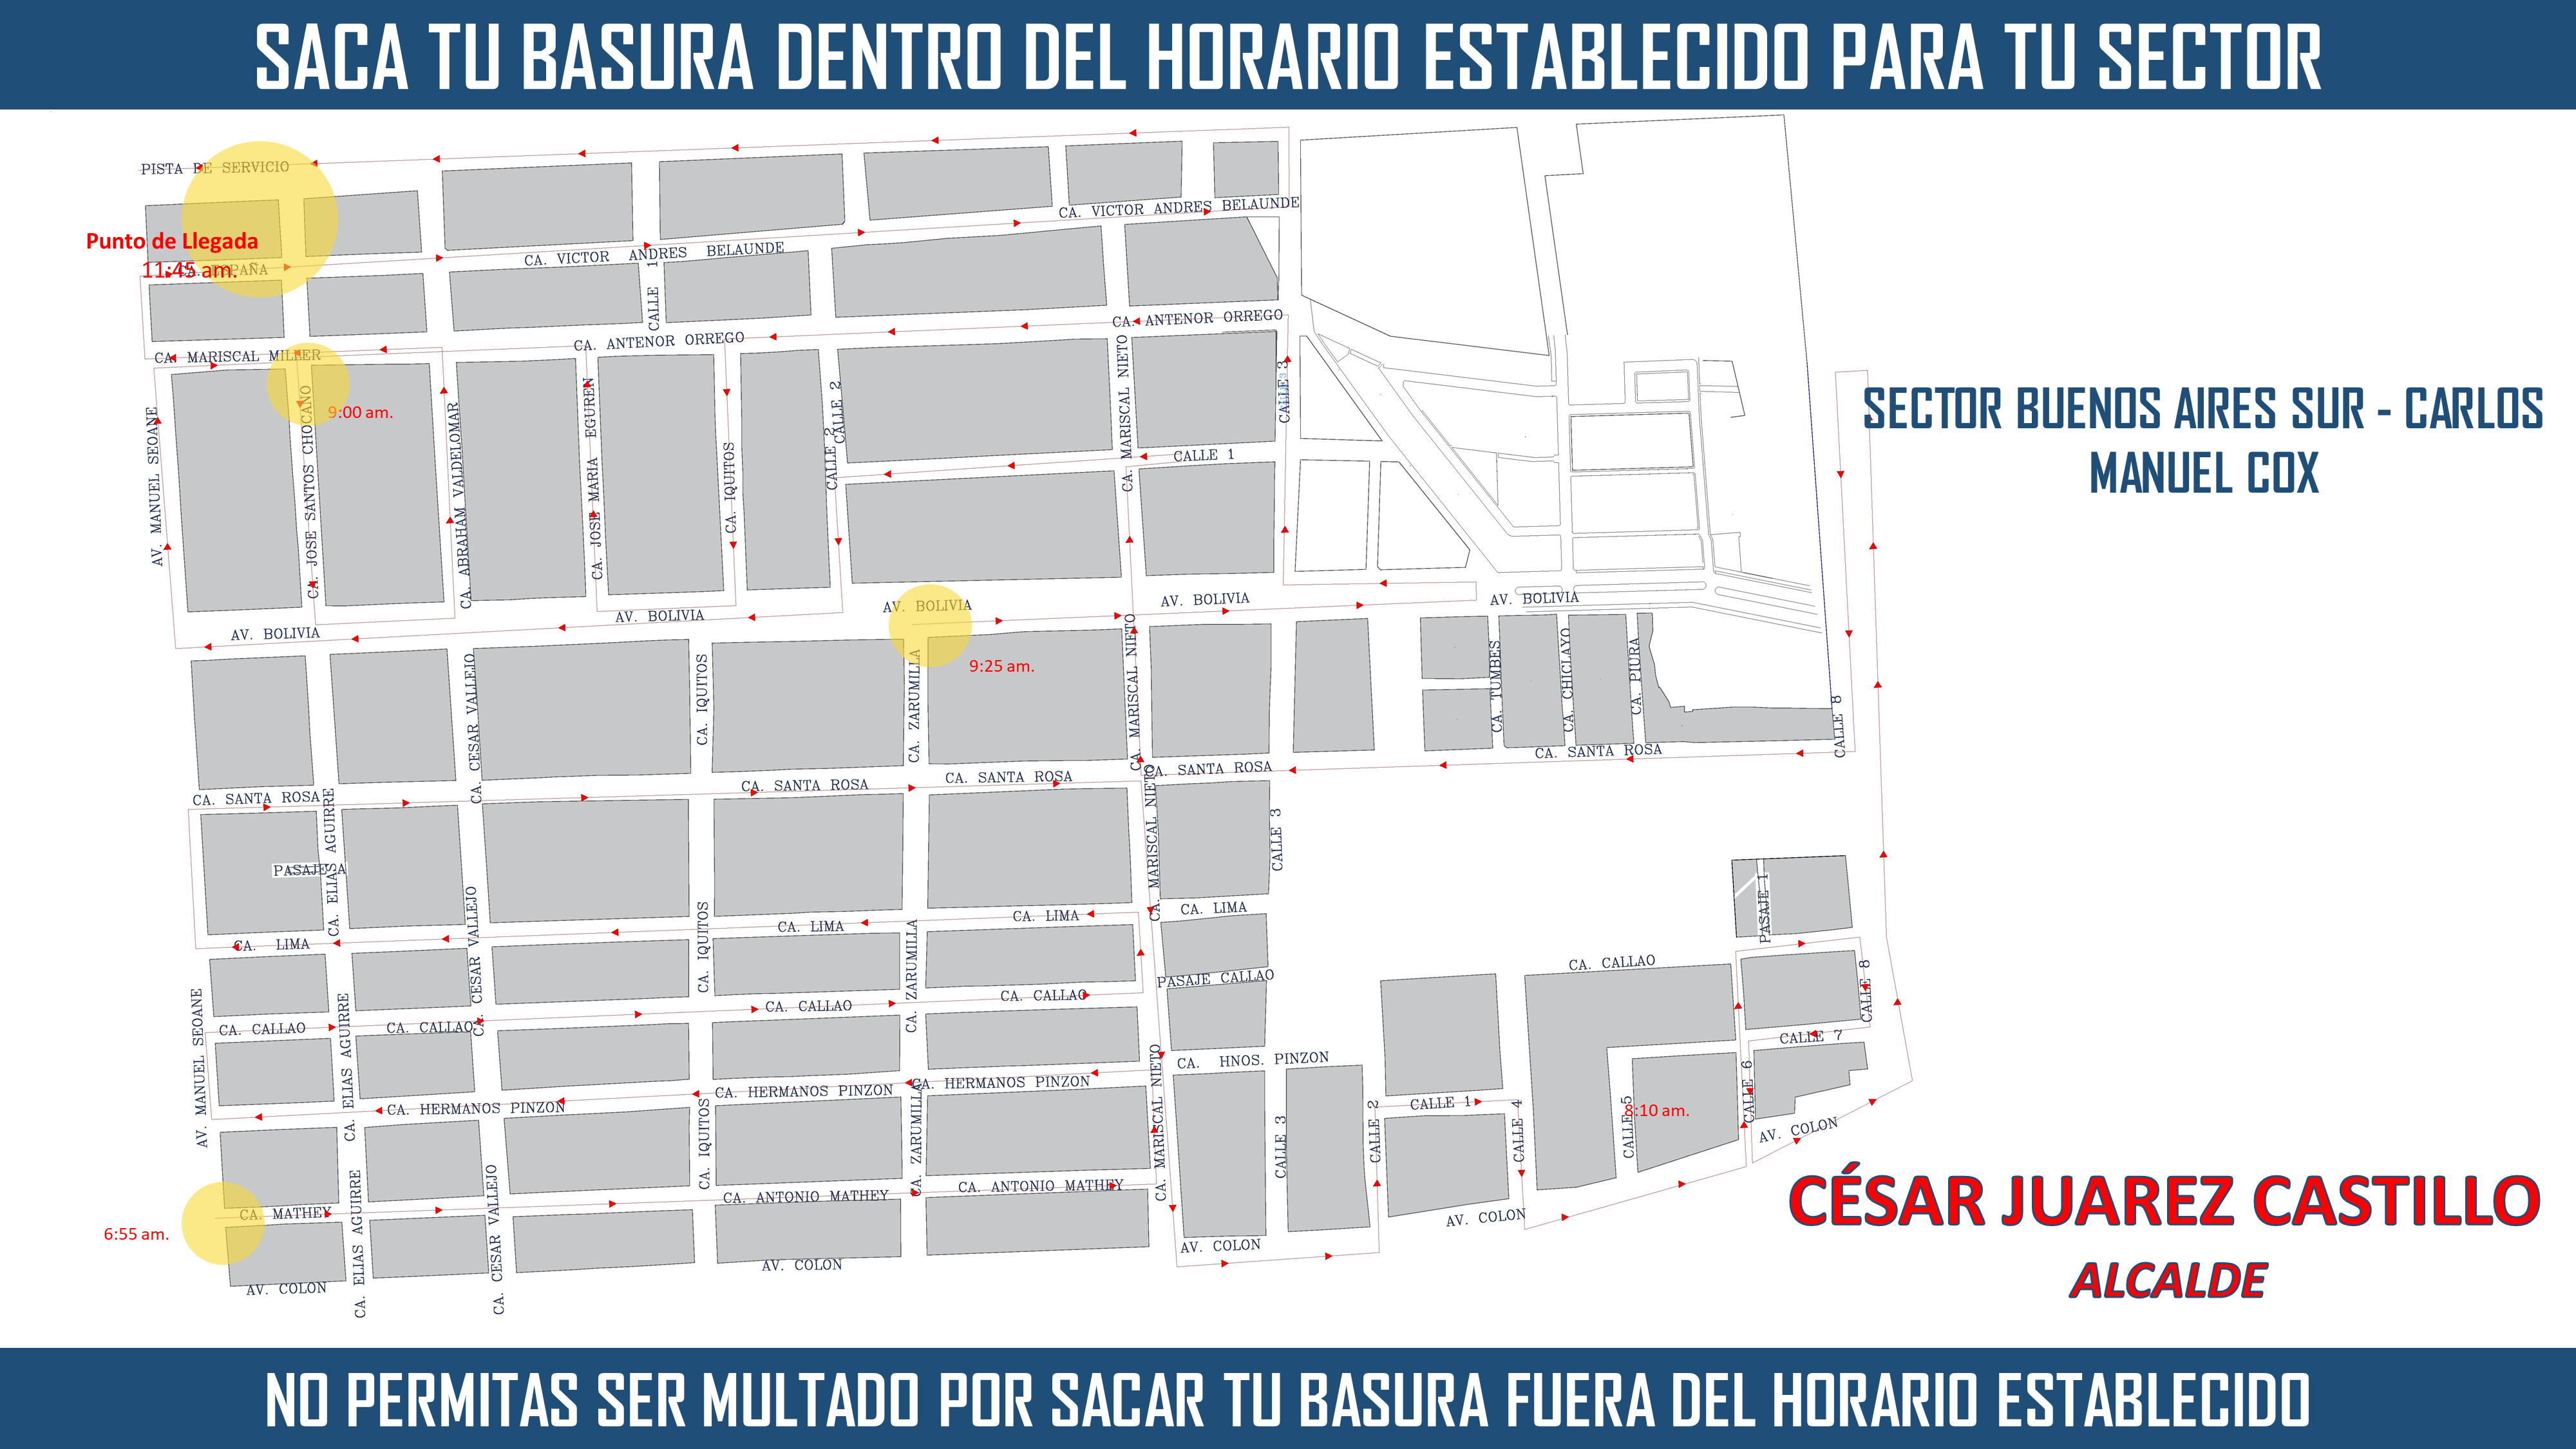 SACA TU BASURA DENTRO DEL HORARIO ESTABLECIDO PARA TU SECTOR
PISTA DE SERVICIO
CA. VICTOR ANDRES BELAUNDE
Punto de Llegada
11:45 am.
CA. ESPAÑA
CA. VICTOR ANDRES BELAUNDE
CALLE 1
CA. ANTENOR ORREGO
CA. ANTENOR ORREGO
CA. MARISCAL MILLER
9:00 am.
AV. MANUEL SEOANE
CA. JOSE SANTOS CHOCANO
CA. ABRAHAM VALDELOMAR
CA. JOSE MARIA EGUREN
CA. IQUITOS
CALLE 2
CALLE 2
CA. MARISCAL NIETO
CALLE 3
CALLE 1
SECTOR BUENOS AIRES SUR - CARLOS
MANUEL COX
AV. BOLIVIA
AV. BOLIVIA
AV. BOLIVIA
AV. BOLIVIA
AV. BOLIVIA
9:25 am.
CA. CESAR VALLEJO
CA. IQUITOS
CA. ZARUMILLA
CA. MARISCAL NIETO
CA. TUMBES
CA. CHICLAYO
CA. PIURA
CALLE 8
CA. SANTA ROSA
CA. SANTA ROSA
CA. SANTA ROSA
CA. SANTA ROSA
CA. SANTA ROSA
CA. ELIAS AGUIRRE
PASAJE SA
CA. MARISCAL NIETO
CALLE 3
PASAJE 1
CA. LIMA
CA. LIMA
CA. LIMA
CA. LIMA
CA. CESAR VALLEJO
CA. IQUITOS
CA. ZARUMILLA
CA. CALLAO
PASAJE CALLAO
CA. CALLAO
CA. CALLAO
CA. CALLAO
CA. CALLAO
CALLE 8
CALLE 7
AV. MANUEL SEOANE
CA. ELIAS AGUIRRE
CA. HNOS. PINZON
CA. HERMANOS PINZON
CA. HERMANOS PINZON
CA. HERMANOS PINZON
CA. IQUITOS
CA. ZARUMILLA
CA. MARISCAL NIETO
CALLE 3
CALLE 2
CALLE 1
CALLE 4
CALLE 5
8:10 am.
CALLE 6
AV. COLON
CA. ANTONIO MATHEY
CA. ANTONIO MATHEY
CA. MATHEY
6:55 am.
CA. ELIAS AGUIRRE
CA. CESAR VALLEJO
AV. COLON
AV. COLON
AV. COLON
AV. COLON
CÉSAR JUAREZ CASTILLO
ALCALDE
NO PERMITAS SER MULTADO POR SACAR TU BASURA FUERA DEL HORARIO ESTABLECIDO